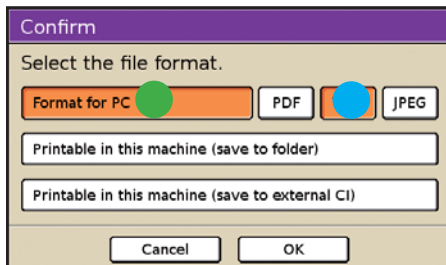 Confirm
Select the file format.
Format for PC PDF JPEG
Printable in this machine (save to folder)
Printable in this machine (save to external CI)
Cancel OK